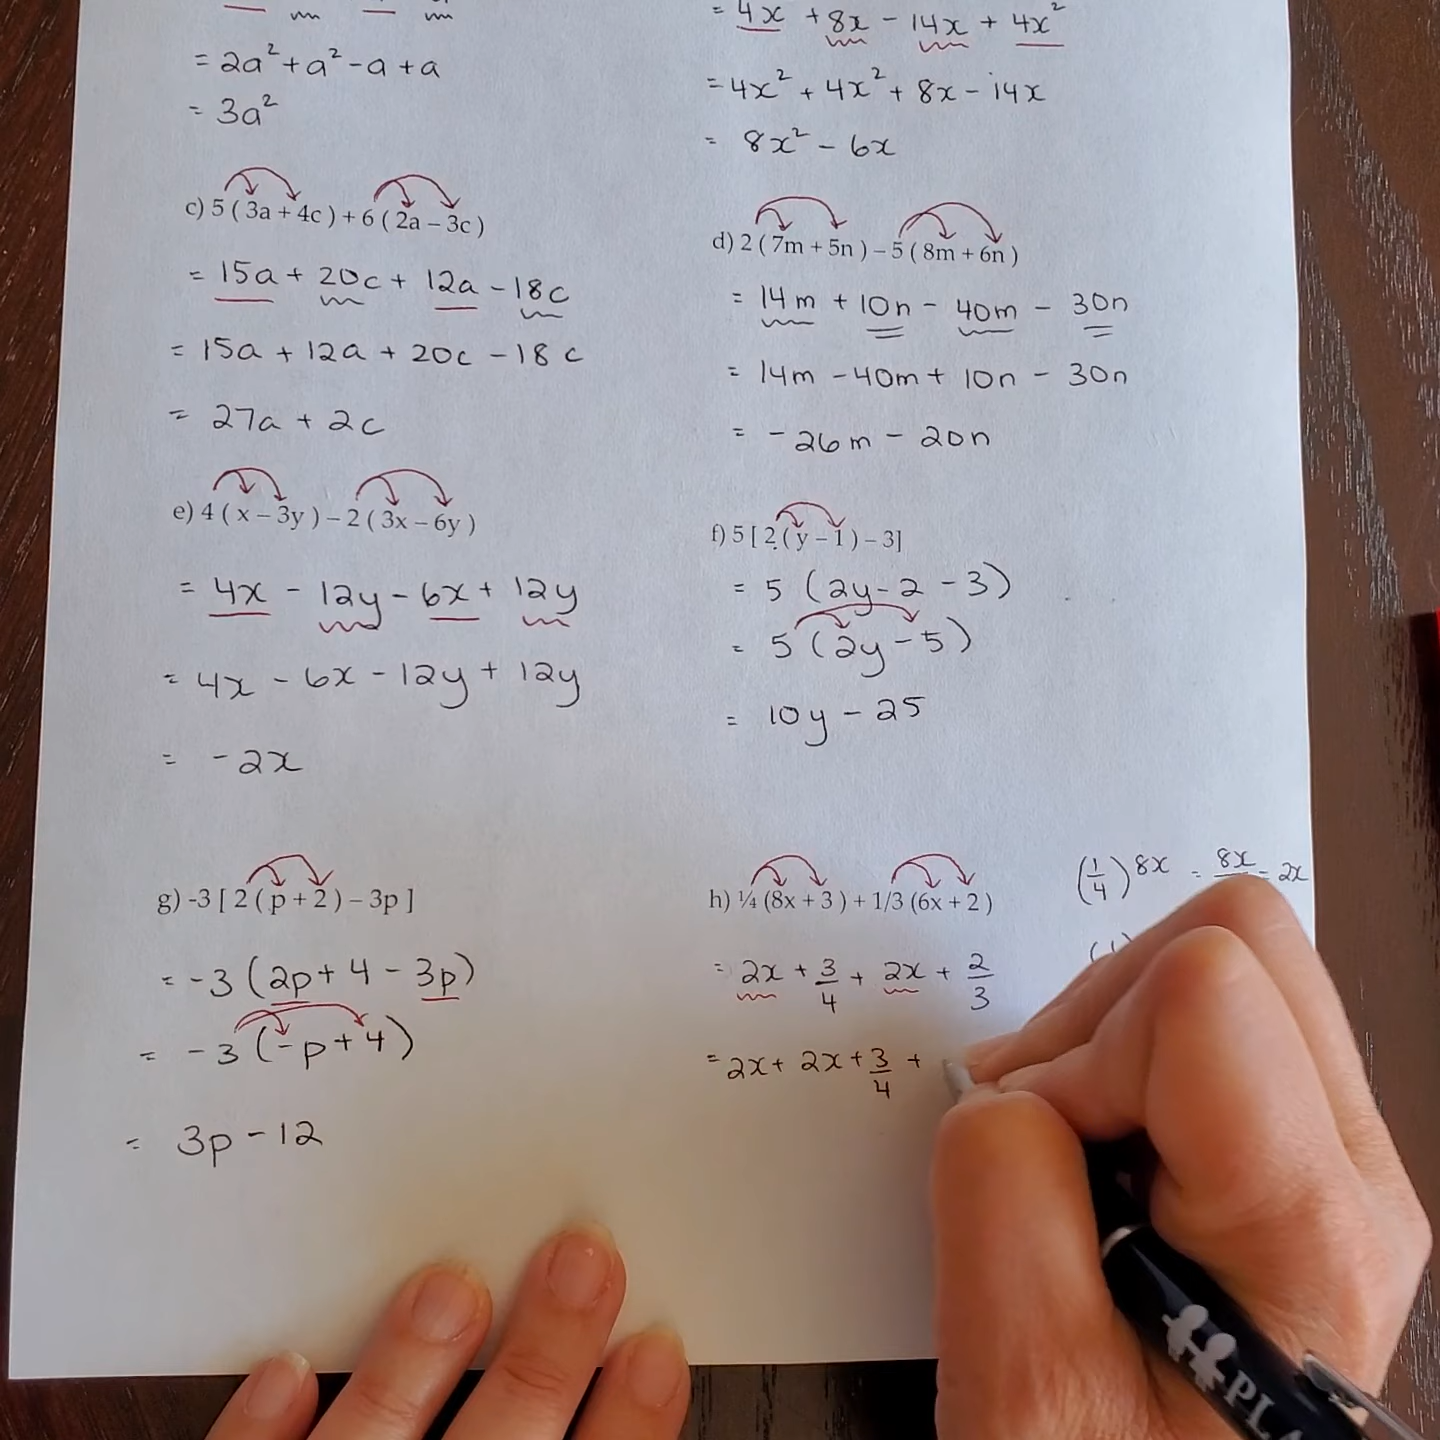 = 2a² + a² - a + a
= 3a²
= 4x + 8x - 14x + 4x²
= 4x² + 4x² + 8x - 14x
= 8x² - 6x
c) 5 ( 3a + 4c ) + 6 ( 2a – 3c )
= 15a + 20c + 12a - 18c
= 15a + 12a + 20c - 18c
= 27a + 2c
d) 2 ( 7m + 5n ) – 5 ( 8m + 6n )
= 14m + 10n - 40m - 30n
= 14m - 40m + 10n - 30n
= -26m - 20n
e) 4 ( x – 3y ) – 2 ( 3x – 6y )
= 4x - 12y - 6x + 12y
= 4x - 6x - 12y + 12y
= -2x
f) 5 [ 2 ( y – 1 ) – 3]
= 5 (2y - 2 - 3)
= 5 (2y - 5)
= 10y - 25
g) -3 [ 2 ( p + 2 ) – 3p ]
= -3 (2p + 4 - 3p)
= -3 (-p + 4)
= 3p - 12
h) ¼ (8x + 3 ) + 1/3 (6x + 2 )
(1/4) 8x = 8x = 2x
= 2x + 3/4 + 2x + 2/3
= 2x + 2x + 3/4 +
PLA